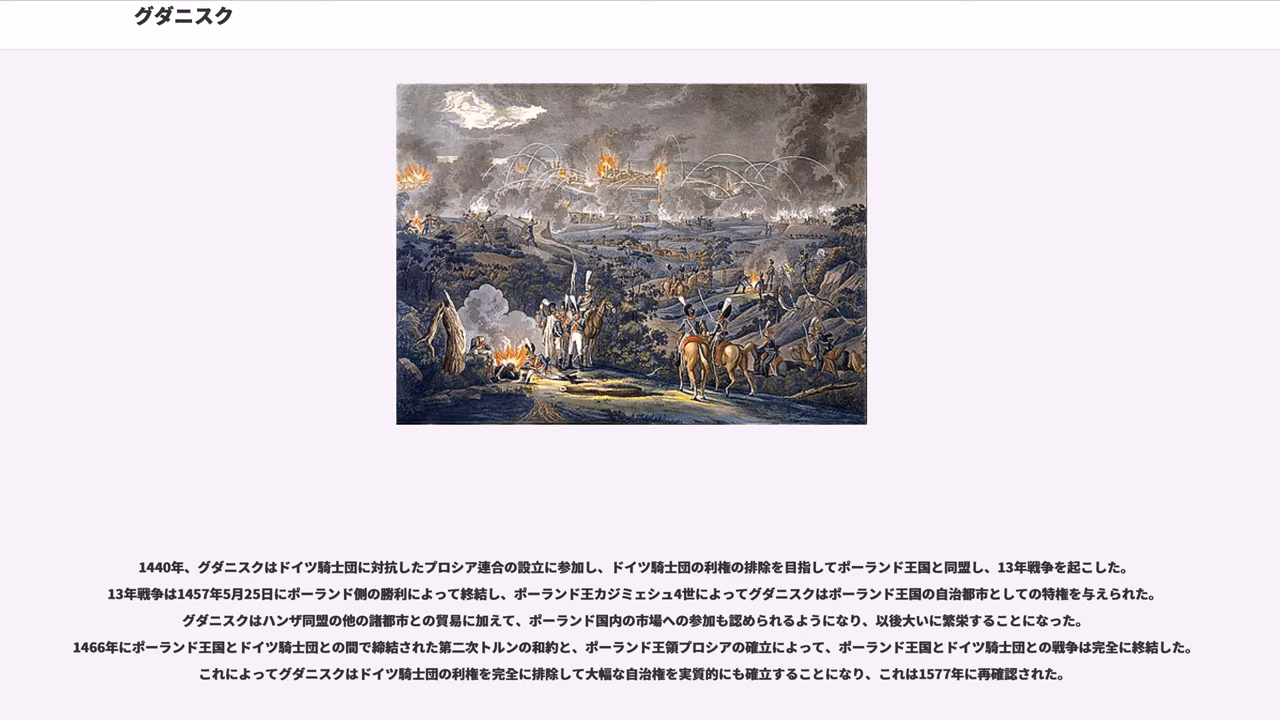 グダニスク
1440年、グダニスクはドイツ騎士団に対抗したプロシア連合の設立に参加し、ドイツ騎士団の利権の排除を目指してポーランド王国と同盟し、13年戦争を起こした。
13年戦争は1457年5月25日にポーランド側の勝利によって終結し、ポーランド王カジミェシュ4世によってグダニスクはポーランド王国の自治都市としての特権を与えられた。
グダニスクはハンザ同盟の他の諸都市との貿易に加えて、ポーランド国内の市場への参加も認められるようになり、以後大いに繁栄することになった。
1466年にポーランド王国とドイツ騎士団との間で締結された第二次トルンの和約と、ポーランド王領プロシアの確立によって、ポーランド王国とドイツ騎士団との戦争は完全に終結した。
これによってグダニスクはドイツ騎士団の利権を完全に排除して大幅な自治権を実質的にも確立することになり、これは1577年に再確認された。